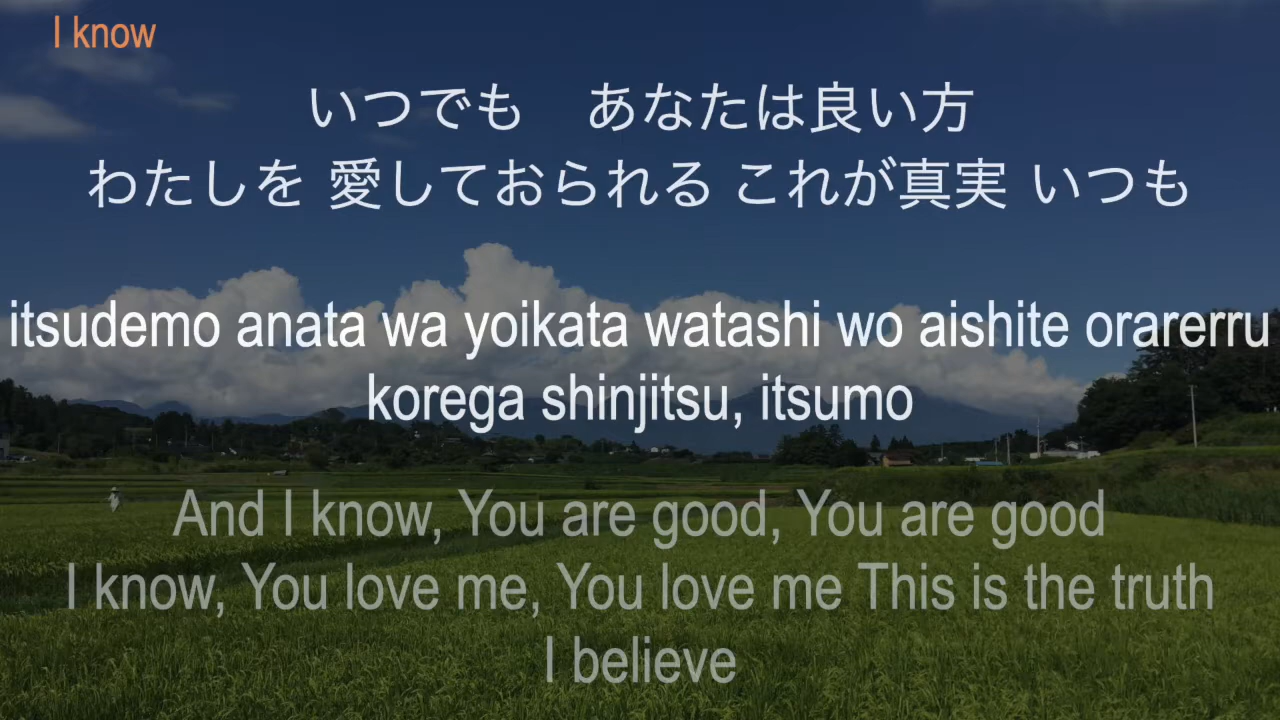 I know
いつでも　あなたは良い方
わたしを 愛しておられる これが真実 いつも
itsudemo anata wa yoikata watashi wo aishite orarerru
korega shinjitsu, itsumo
And I know, You are good, You are good
I know, You love me, You love me This is the truth
I believe